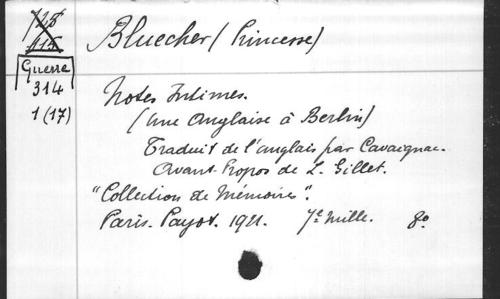 Bluecher (Princesse)
Guerre
314
1 (17)
Notes Intimes.
(Une Anglaise à Berlin)
Traduit de l'anglais par Cavaignac.
Avant-Propos de L. Gillet.
"Collection de Mémoires".
Paris. Payot. 1921. 7e mille. 8o